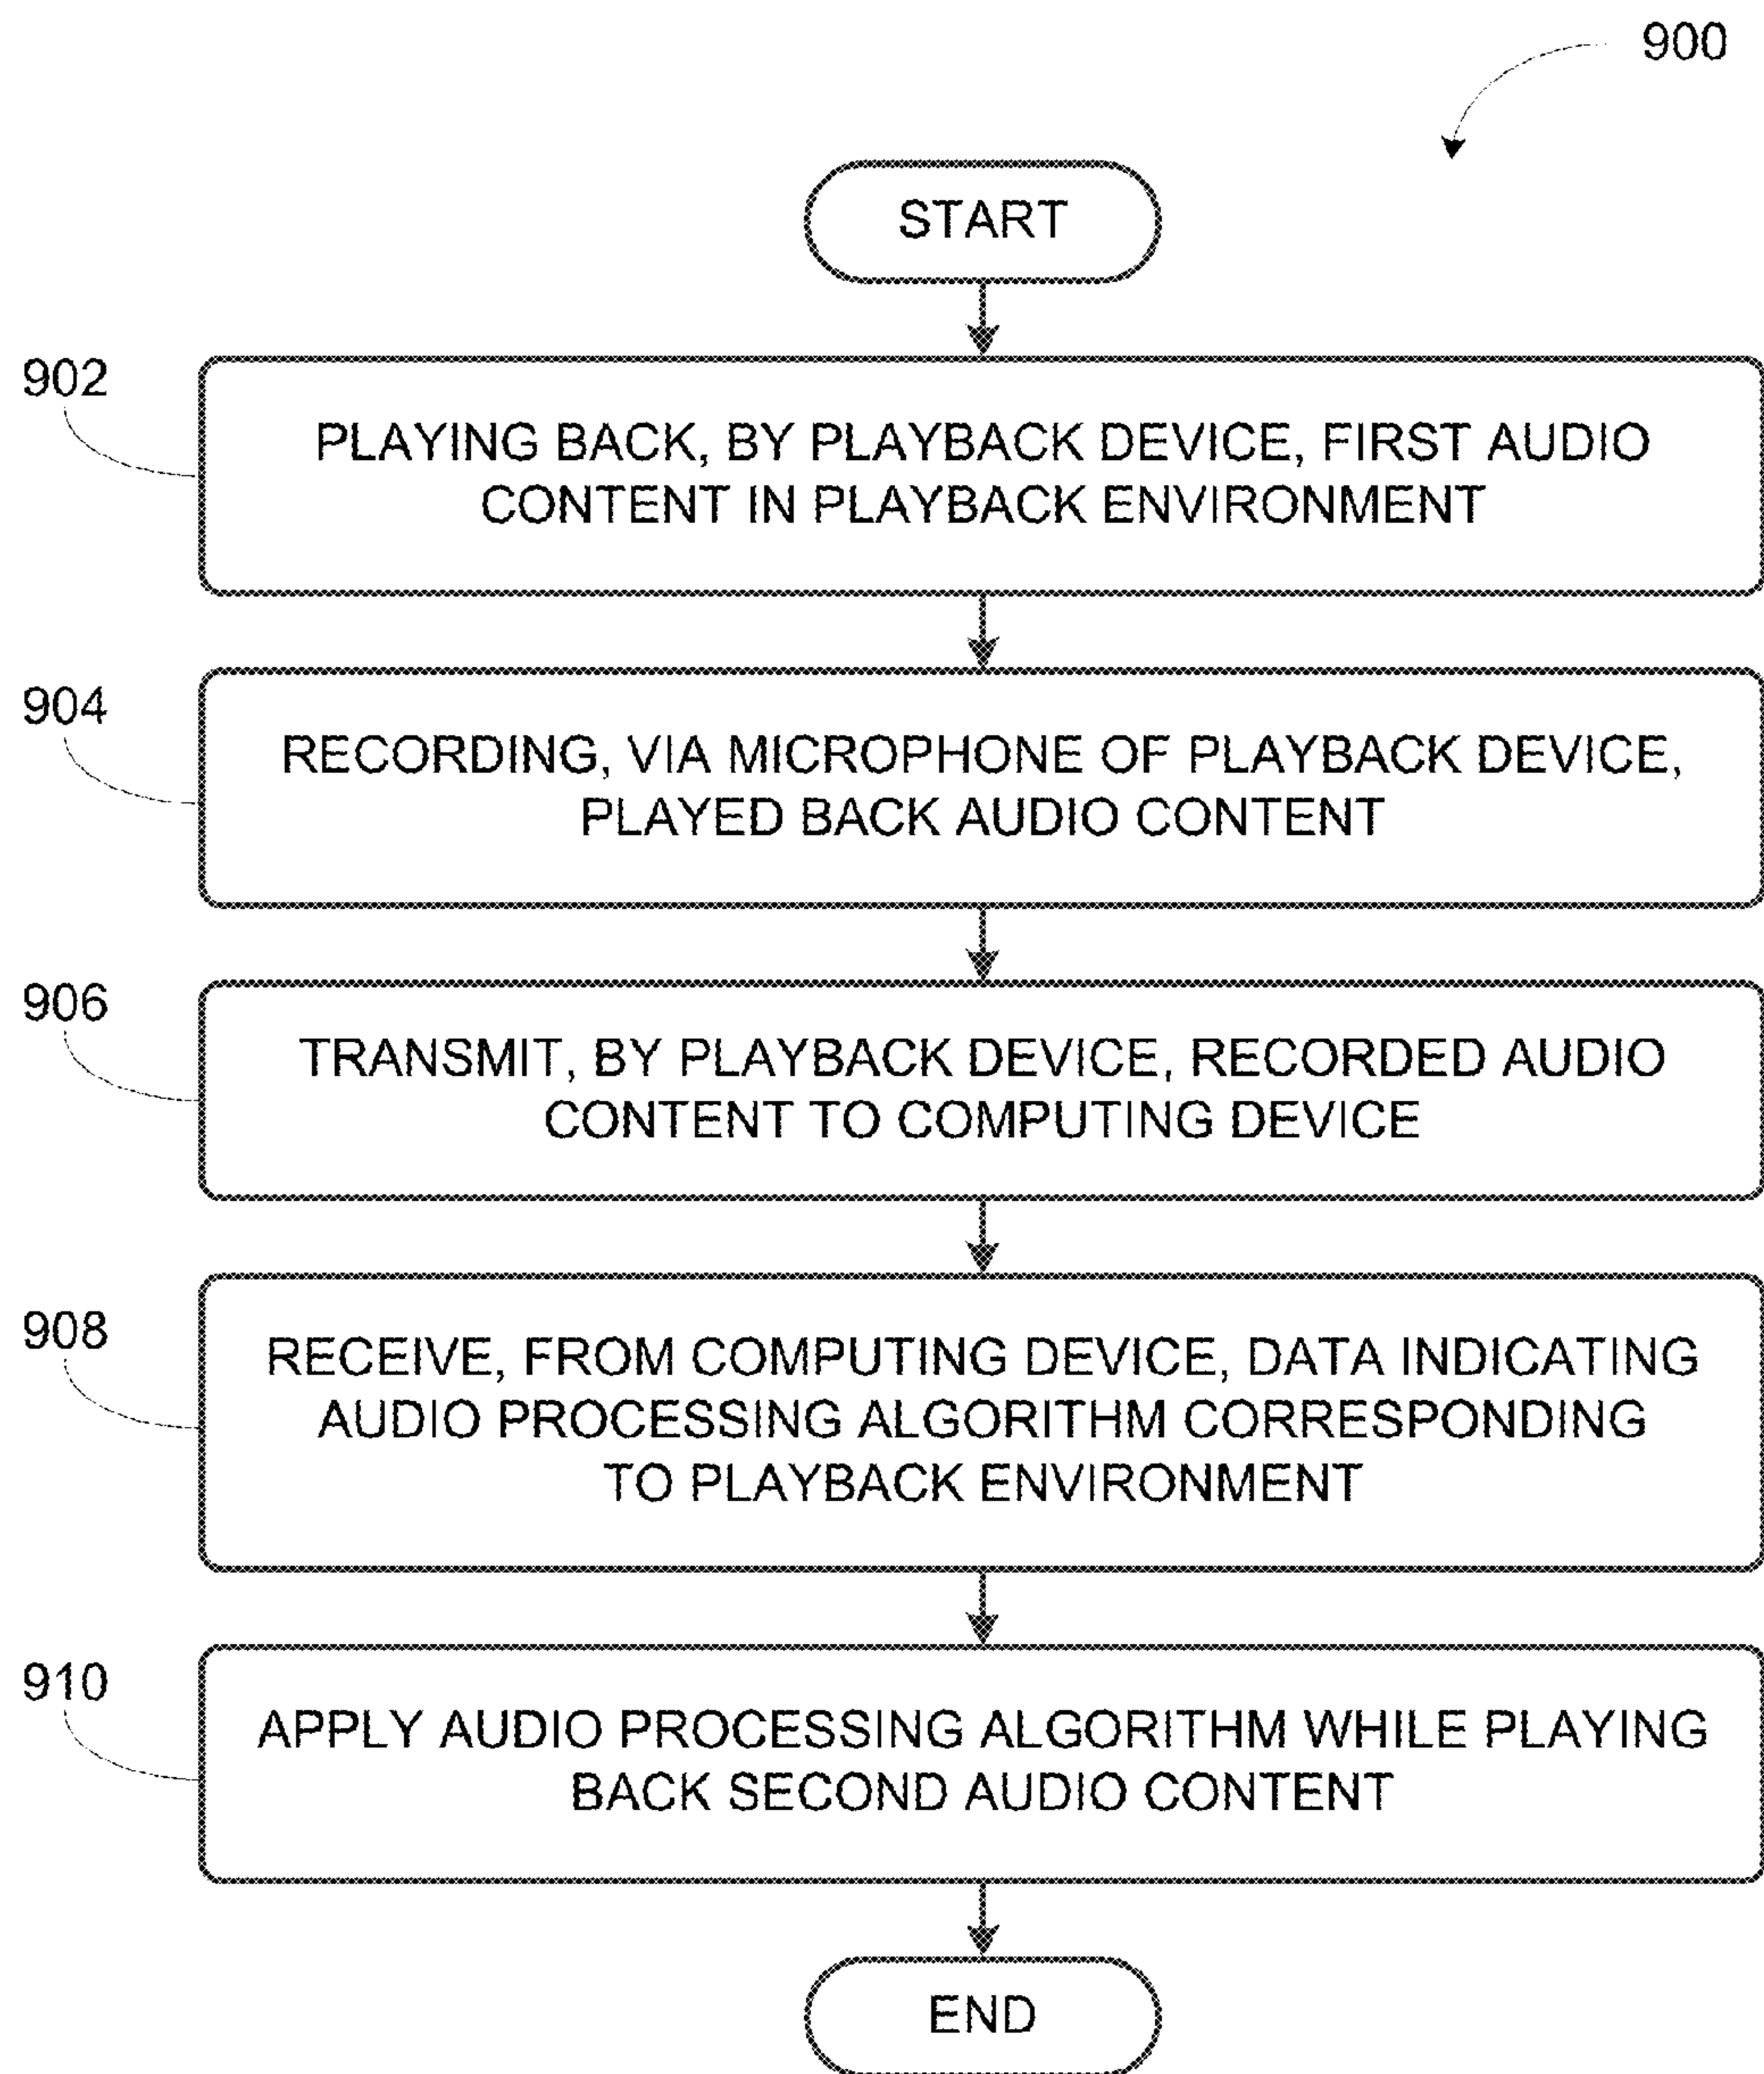 900
START
902
PLAYING BACK, BY PLAYBACK DEVICE, FIRST AUDIO
CONTENT IN PLAYBACK ENVIRONMENT
904
RECORDING, VIA MICROPHONE OF PLAYBACK DEVICE,
PLAYED BACK AUDIO CONTENT
906
TRANSMIT, BY PLAYBACK DEVICE, RECORDED AUDIO
CONTENT TO COMPUTING DEVICE
908
RECEIVE, FROM COMPUTING DEVICE, DATA INDICATING
AUDIO PROCESSING ALGORITHM CORRESPONDING
TO PLAYBACK ENVIRONMENT
910
APPLY AUDIO PROCESSING ALGORITHM WHILE PLAYING
BACK SECOND AUDIO CONTENT
END